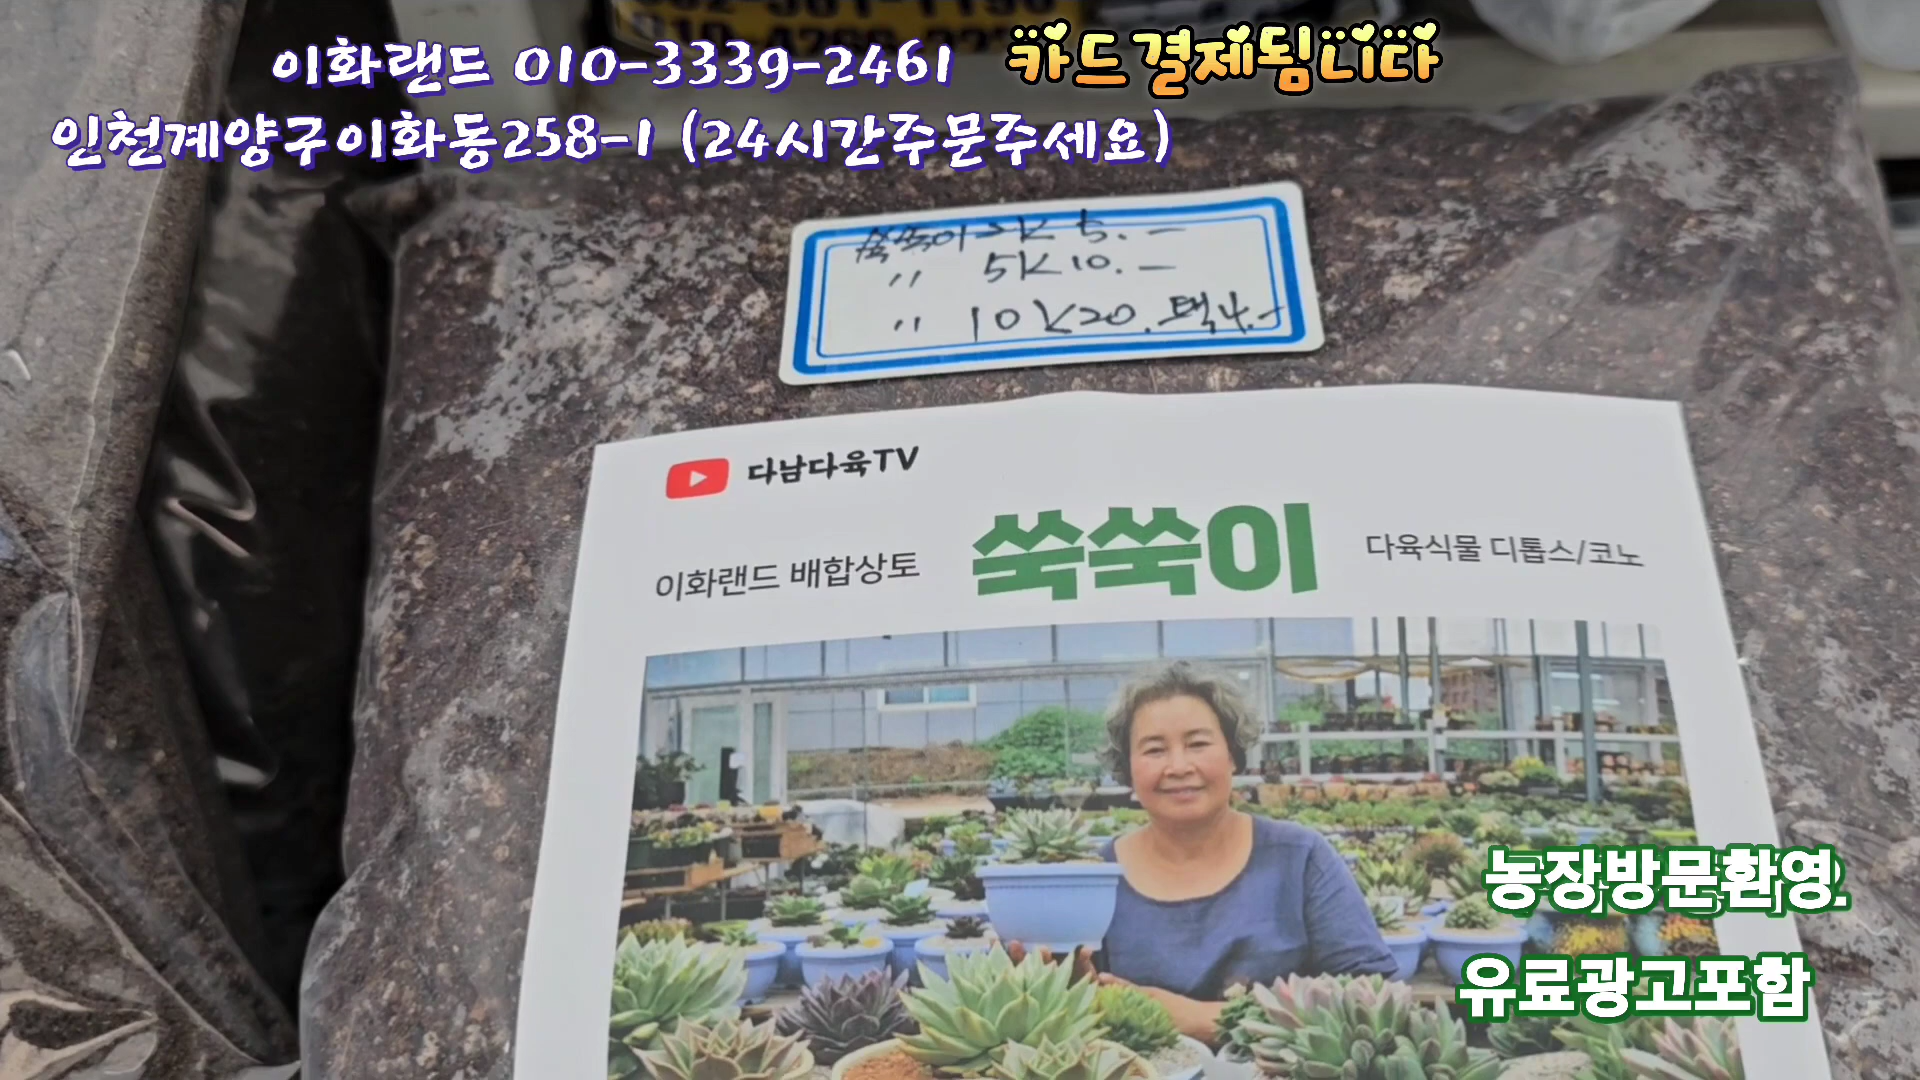 이화랜드 010-3339-2461 카드결제됩니다
인천계양구이화동258-1 (24시간주문주세요)
쑥쑥이 2K 5.-
〃 5K 10.-
〃 10K 20. 택4.-
다남다육TV
이화랜드 배합상토 쑥쑥이 다육식물 디톱스/코노
농장방문환영
유료광고포함